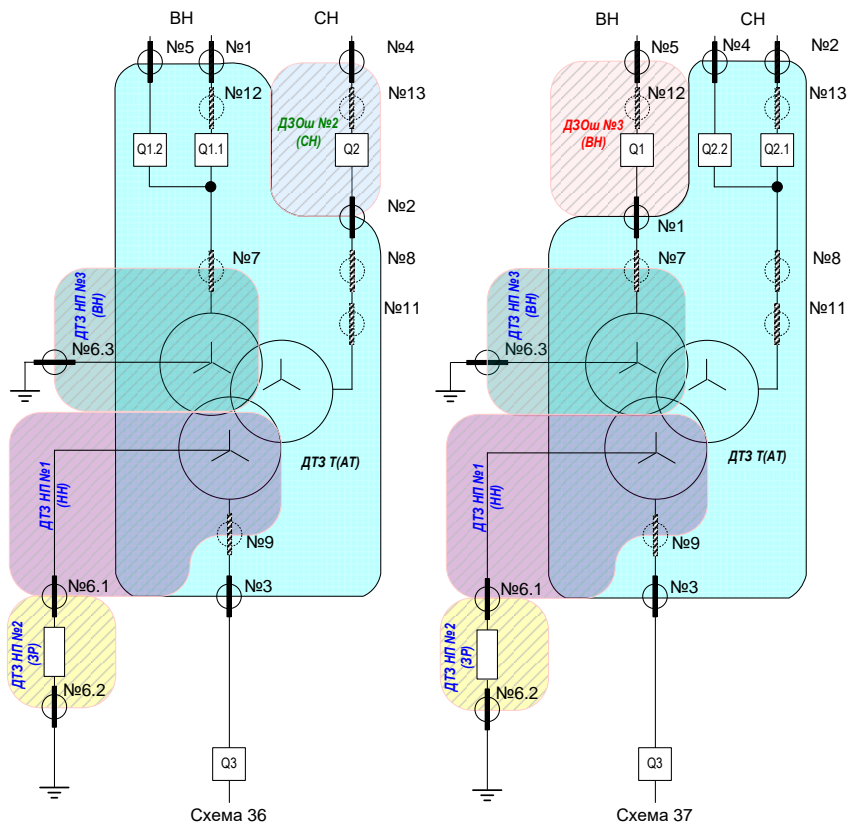 ВН
СН
№5
№1
№4
№12
№13
ДЗОш №2
(СН)
Q1.2
Q1.1
Q2
№2
№7
№8
ДТЗ НП №3
(ВН)
№11
№6.3
ДТЗ Т(АТ)
ДТЗ НП №1
(НН)
№9
№6.1
№3
ДТЗ НП №2
(ЗР)
№6.2
Q3
Схема 36
ВН
СН
№5
№4
№2
№12
№13
ДЗОш №3
(ВН)
Q1
Q2.2
Q2.1
№1
№7
№8
ДТЗ НП №3
(ВН)
№11
№6.3
ДТЗ Т(АТ)
ДТЗ НП №1
(НН)
№9
№6.1
№3
ДТЗ НП №2
(ЗР)
№6.2
Q3
Схема 37